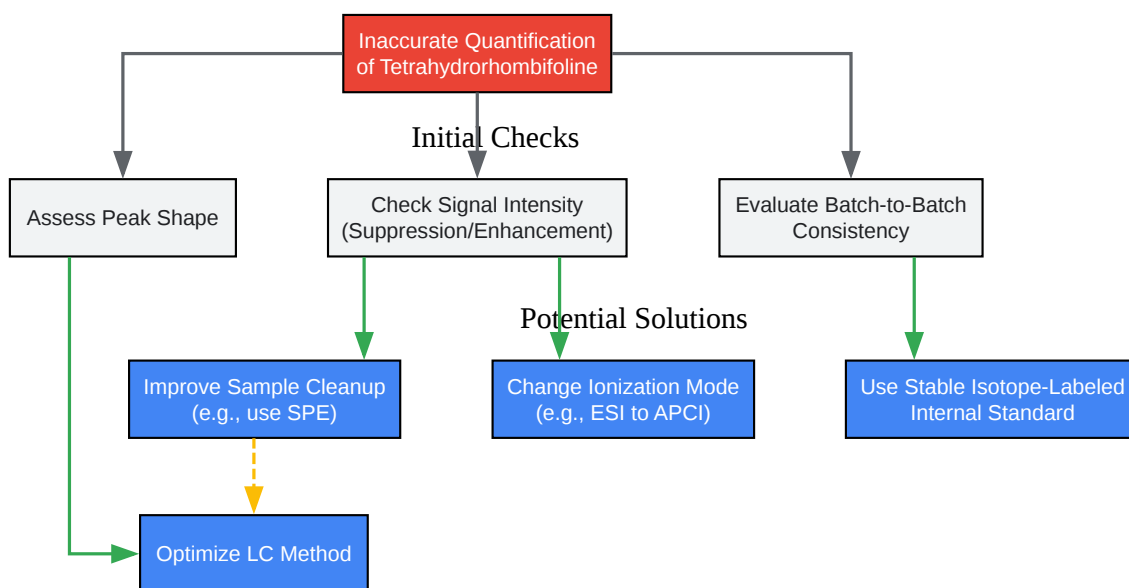 Inaccurate Quantification
of Tetrahydrorhombifoline
Initial Checks
Assess Peak Shape
Check Signal Intensity
(Suppression/Enhancement)
Evaluate Batch-to-Batch
Consistency
Potential Solutions
Improve Sample Cleanup
(e.g., use SPE)
Change Ionization Mode
(e.g., ESI to APCI)
Use Stable Isotope-Labeled
Internal Standard
Optimize LC Method